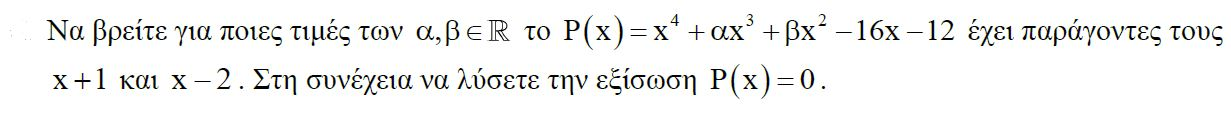 Να βρείτε για ποιες τιμές των α,β∈ℝ το P(x)=x⁴+αx³+βx²−16x−12 έχει παράγοντες τους
x+1 και x−2. Στη συνέχεια να λύσετε την εξίσωση P(x)=0.